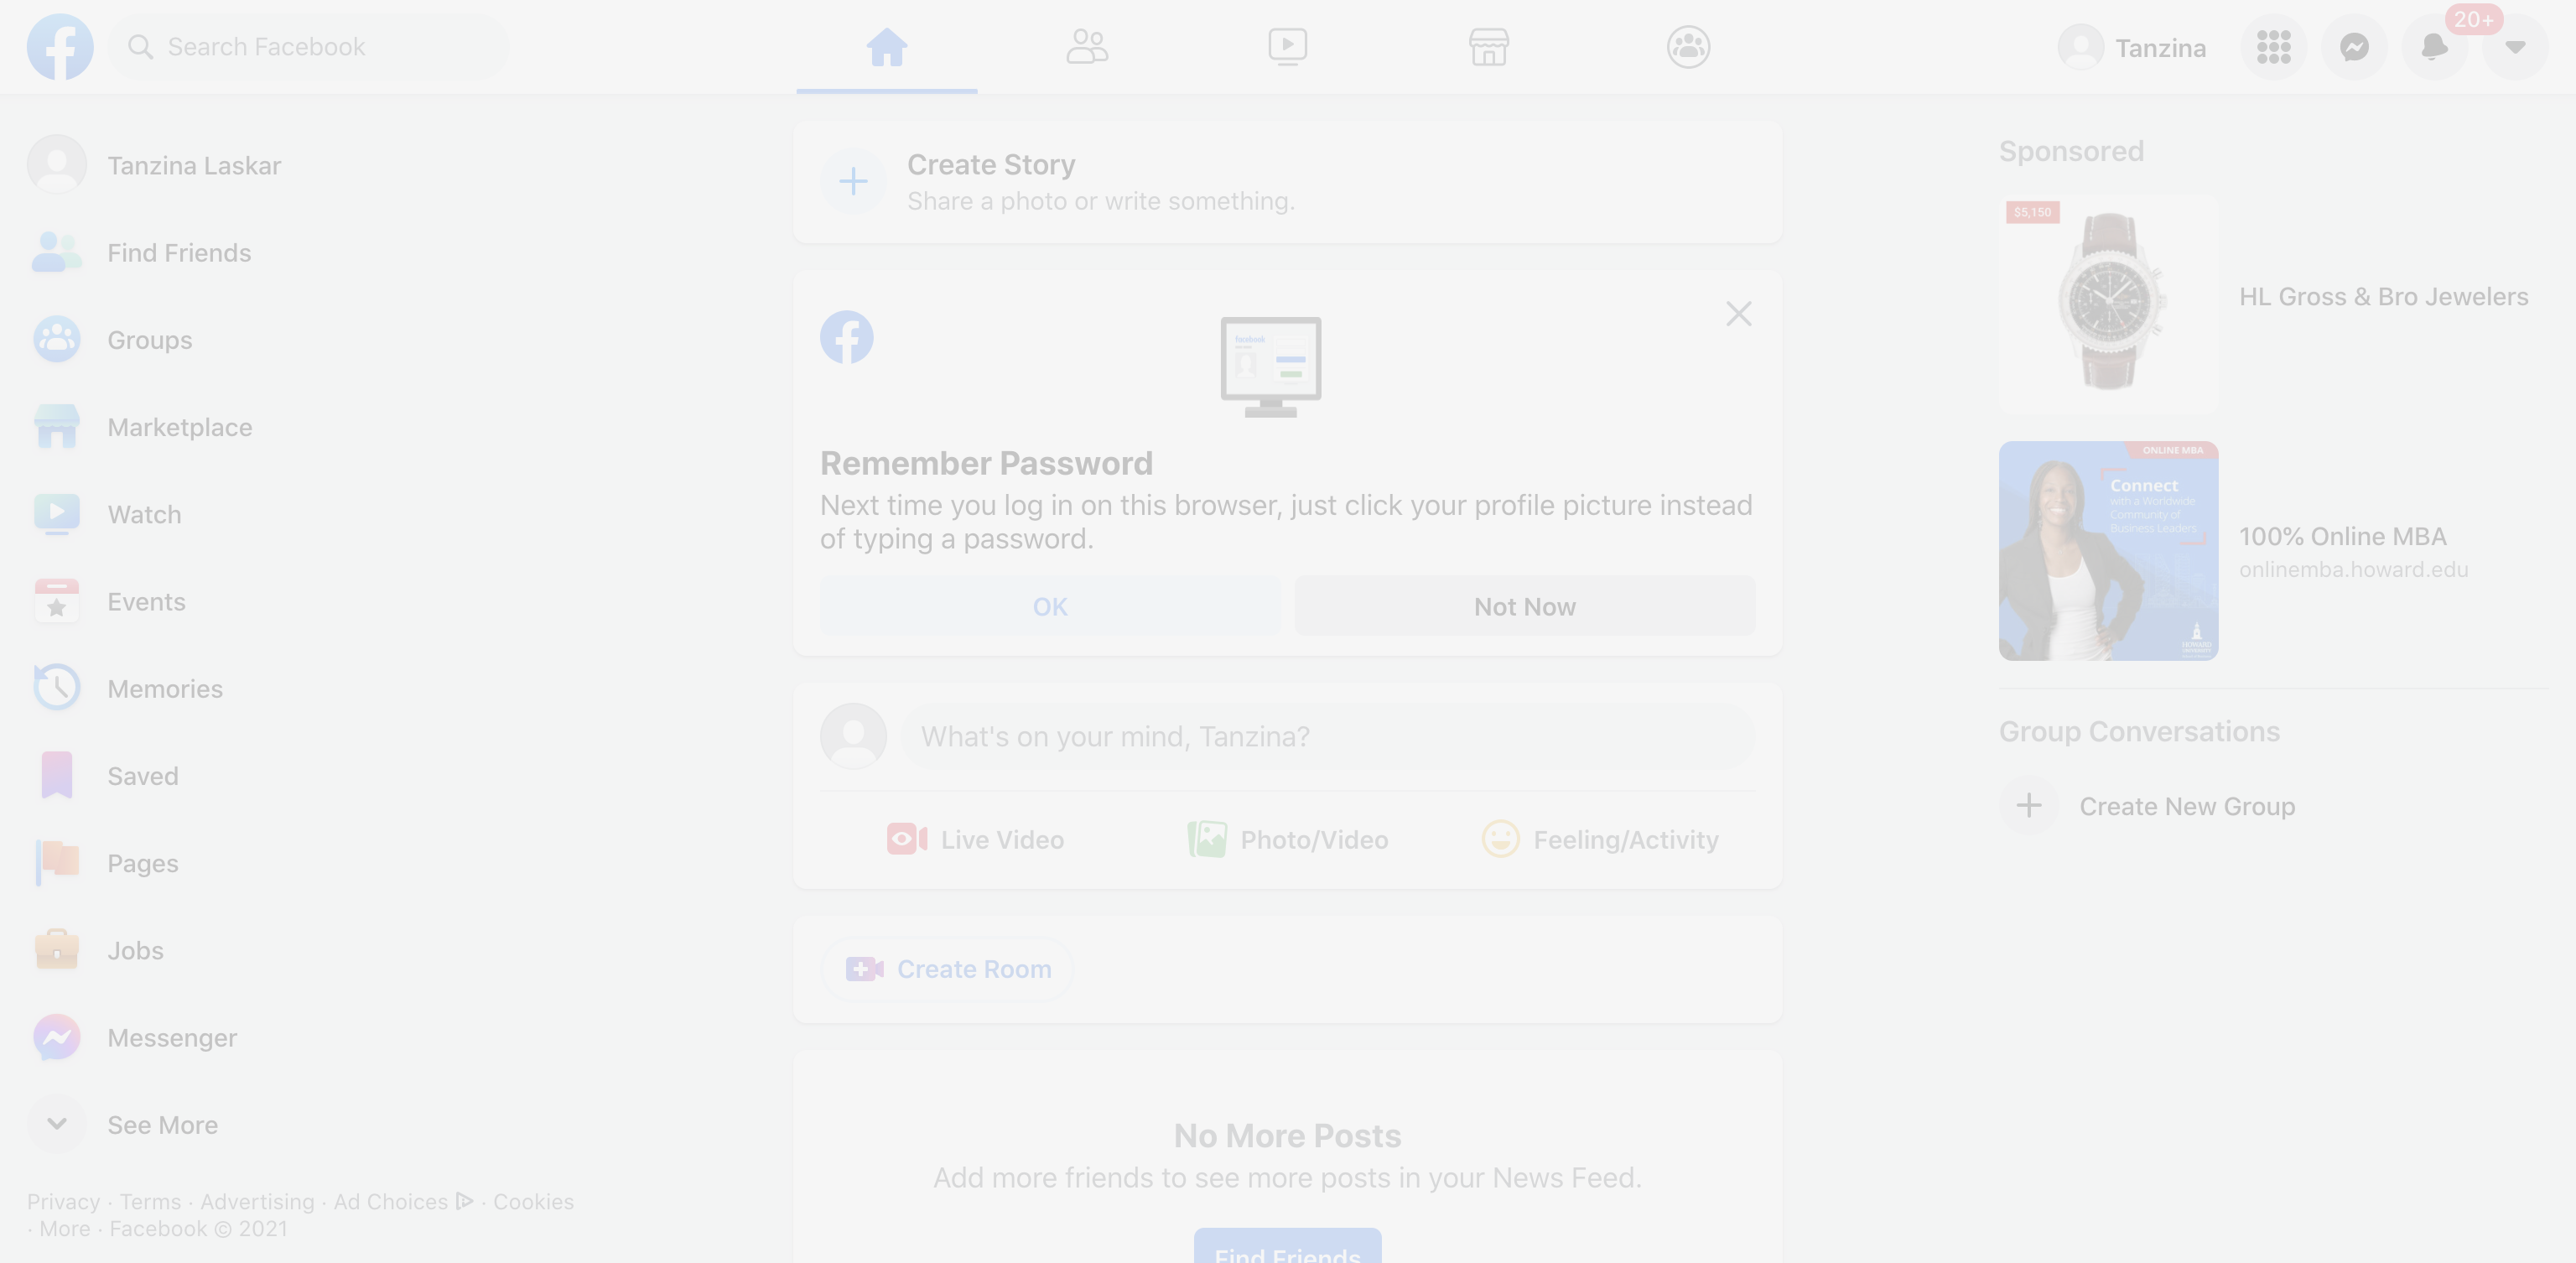 Search Facebook
Tanzina
20+
Tanzina Laskar
Find Friends
Groups
Marketplace
Watch
Events
Memories
Saved
Pages
Jobs
Messenger
See More
Privacy · Terms · Advertising · Ad Choices · Cookies
· More · Facebook © 2021
Create Story
Share a photo or write something.
facebook
Remember Password
Next time you log in on this browser, just click your profile picture instead
of typing a password.
OK
Not Now
What's on your mind, Tanzina?
Live Video
Photo/Video
Feeling/Activity
Create Room
No More Posts
Add more friends to see more posts in your News Feed.
Find Friends
Sponsored
$5,150
HL Gross & Bro Jewelers
ONLINE MBA
Connect
with a Worldwide
Community of
Business Leaders
HOWARD
UNIVERSITY
100% Online MBA
onlinemba.howard.edu
Group Conversations
Create New Group